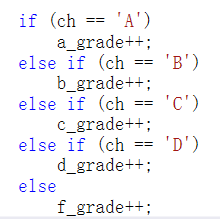 if (ch == 'A')
    a_grade++;
else if (ch == 'B')
    b_grade++;
else if (ch == 'C')
    c_grade++;
else if (ch == 'D')
    d_grade++;
else
    f_grade++;